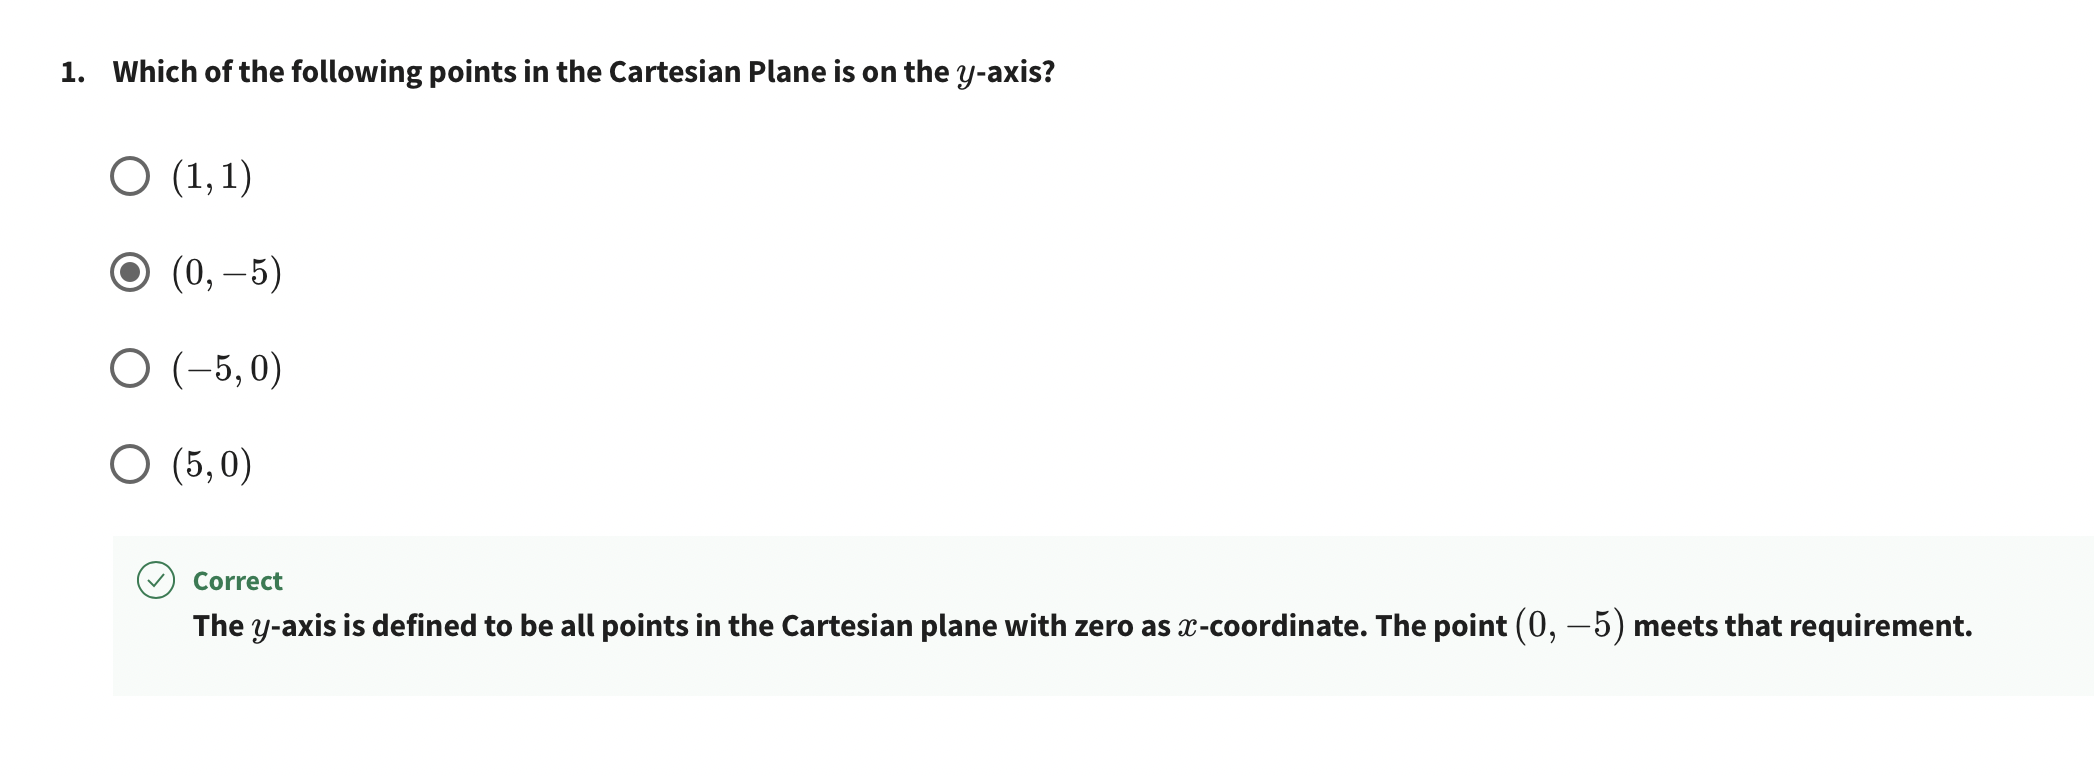 1. Which of the following points in the Cartesian Plane is on the y-axis?
(1, 1)
(0, −5)
(−5, 0)
(5, 0)
Correct
The y-axis is defined to be all points in the Cartesian plane with zero as x-coordinate. The point (0, −5) meets that requirement.